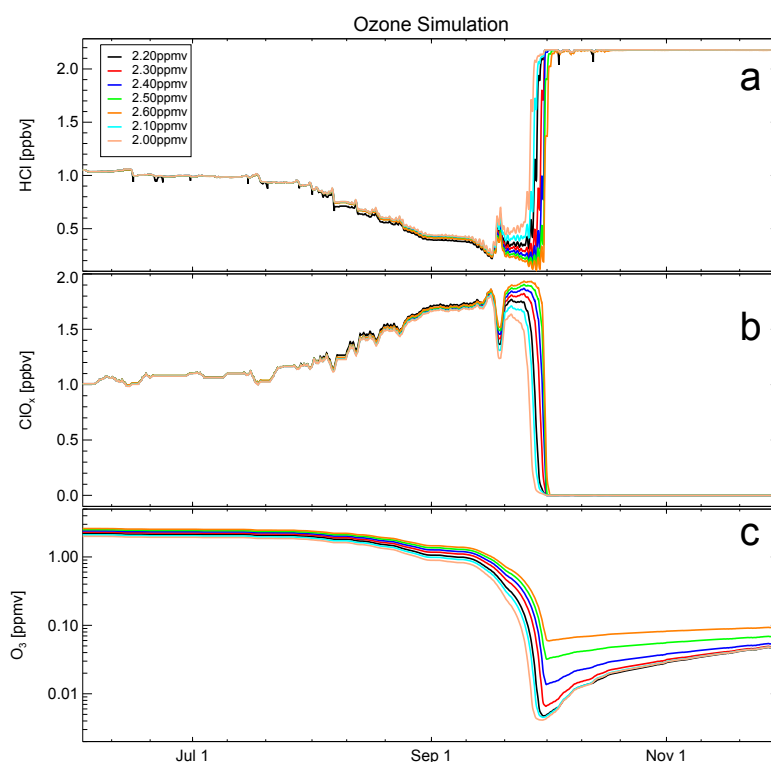 Ozone Simulation
a
HCl [ppbv]
2.0
1.5
1.0
0.5
2.20ppmv
2.30ppmv
2.40ppmv
2.50ppmv
2.60ppmv
2.10ppmv
2.00ppmv
b
ClOₓ [ppbv]
2.0
1.5
1.0
0.5
0.0
c
O₃ [ppmv]
1.00
0.10
0.01
Jul 1
Sep 1
Nov 1